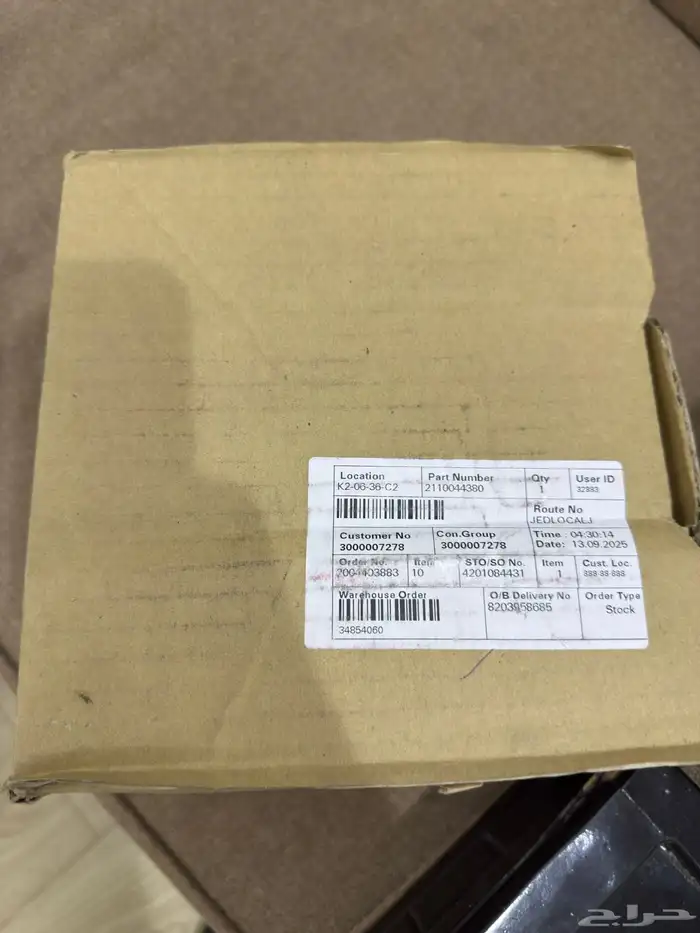 Location Part Number Qty User ID
K2-06-36-C2 2110044380 1 32883
Route No
JEDLOCALJ
Customer No Con.Group Time : 04:30:14
3000007278 3000007278 Date: 13.09.2025
Order No. Item STO/SO No. Item Cust. Loc.
2004403883 10 4201084431 1
Warehouse Order O/B Delivery No Order Type
8203958685 Stock
34854060
حراج